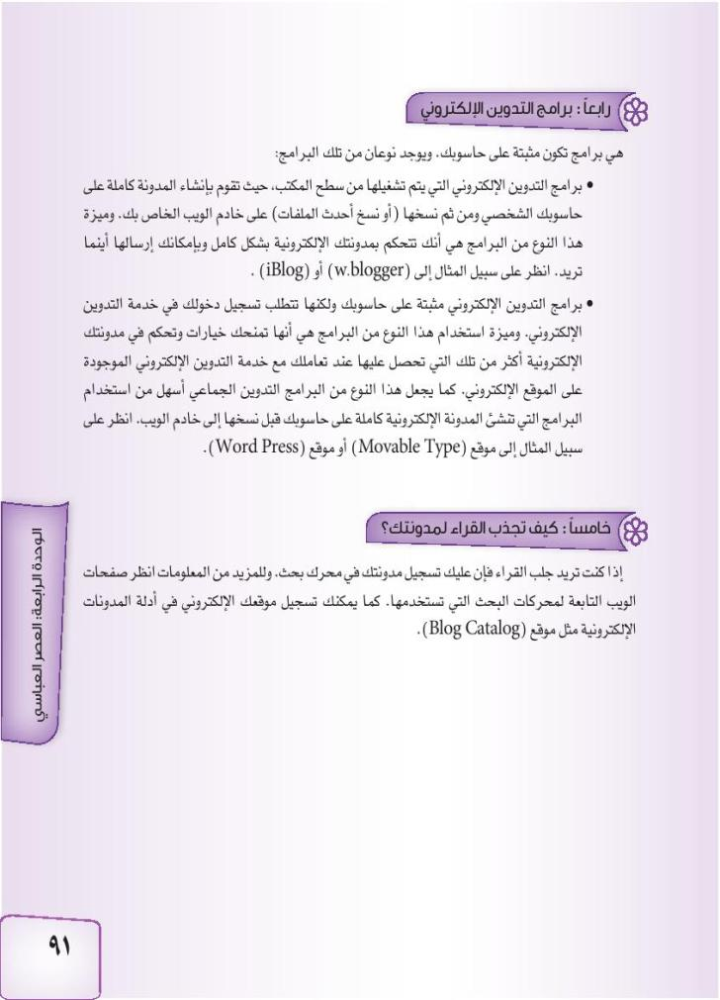 رابعاً : برامج التدوين الإلكتروني
هي برامج تكون مثبتة على حاسوبك. ويوجد نوعان من تلك البرامج:
• برامج التدوين الإلكتروني التي يتم تشغيلها من سطح المكتب، حيث تقوم بإنشاء المدونة كاملة على
حاسوبك الشخصي ومن ثم نسخها (أو نسخ أحدث الملفات) على خادم الويب الخاص بك. وميزة
هذا النوع من البرامج هي أنك تتحكم بمدونتك الإلكترونية بشكل كامل وبإمكانك إرسالها أينما
تريد. انظر على سبيل المثال إلى (w.blogger) أو (iBlog) .
• برامج التدوين الإلكتروني مثبتة على حاسوبك ولكنها تتطلب تسجيل دخولك في خدمة التدوين
الإلكتروني. وميزة استخدام هذا النوع من البرامج هي أنها تمنحك خيارات وتحكم في مدونتك
الإلكترونية أكثر من تلك التي تحصل عليها عند تعاملك مع خدمة التدوين الإلكتروني الموجودة
على الموقع الإلكتروني. كما يجعل هذا النوع من البرامج التدوين الجماعي أسهل من استخدام
البرامج التي تنشئ المدونة الإلكترونية كاملة على حاسوبك قبل نسخها إلى خادم الويب. انظر على
سبيل المثال إلى موقع (Movable Type) أو موقع (Word Press).
خامساً : كيف تجذب القراء لمدونتك؟
إذا كنت تريد جلب القراء فإن عليك تسجيل مدونتك في محرك بحث. وللمزيد من المعلومات انظر صفحات
الويب التابعة لمحركات البحث التي تستخدمها. كما يمكنك تسجيل موقعك الإلكتروني في أدلة المدونات
الإلكترونية مثل موقع (Blog Catalog).
الوحدة الرابعة: العصر العباسي
٩١